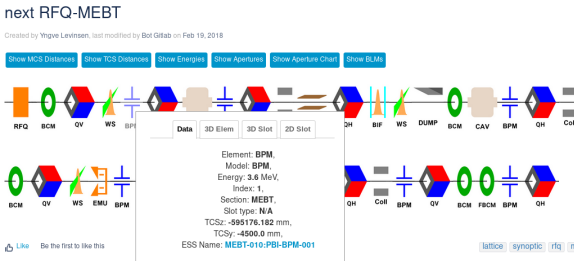 next RFQ-MEBT
Created by Yngve Levinsen, last modified by Bot Gitlab on Feb 19, 2018
Show MCS Distances Show TCS Distances Show Energies Show Apertures Show Aperture Chart Show BLMs
RFQ BCM QV WS BPM QH BIF WS DUMP BCM CAV BPM QH Col
Data 3D Elem 3D Slot 2D Slot
Element: BPM,
Model: BPM,
Energy: 3.6 MeV,
Index: 1,
Section: MEBT,
Slot type: N/A
TCSz: -595176.182 mm,
TCSy: -4500.0 mm,
ESS Name: MEBT-010:PBI-BPM-001
BCM QV WS EMU BPM QH Coll BPM QV BCM FBCM BPM QH
Like Be the first to like this
lattice synoptic rfq